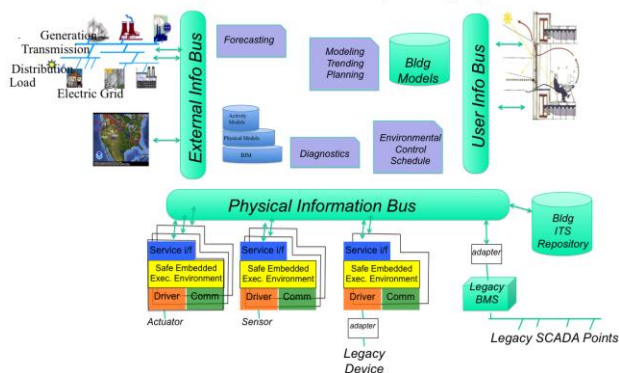 Generation
Transmission
Distribution
Load
Electric Grid
External Info Bus
Forecasting
Modeling
Trending
Planning
Bldg
Models
User Info Bus
Activity
Models
Physical Models
BIM
Diagnostics
Environmental
Control
Schedule
Physical Information Bus
Bldg
ITS
Repository
Service i/f
Safe Embedded
Exec. Environment
Driver
Comm
Actuator
Service i/f
Safe Embedded
Exec. Environment
Driver
Comm
Sensor
Service i/f
Safe Embedded
Exec. Environment
Driver
Comm
adapter
Legacy
Device
adapter
Legacy
BMS
Legacy SCADA Points